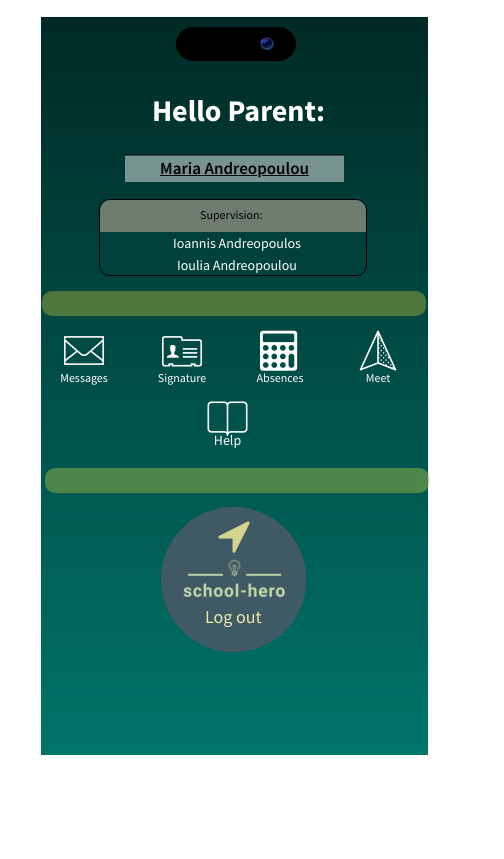 Hello Parent:
Maria Andreopoulou
Supervision:
Ioannis Andreopoulos
Ioulia Andreopoulou
Messages
Signature
Absences
Meet
Help
school-hero
Log out